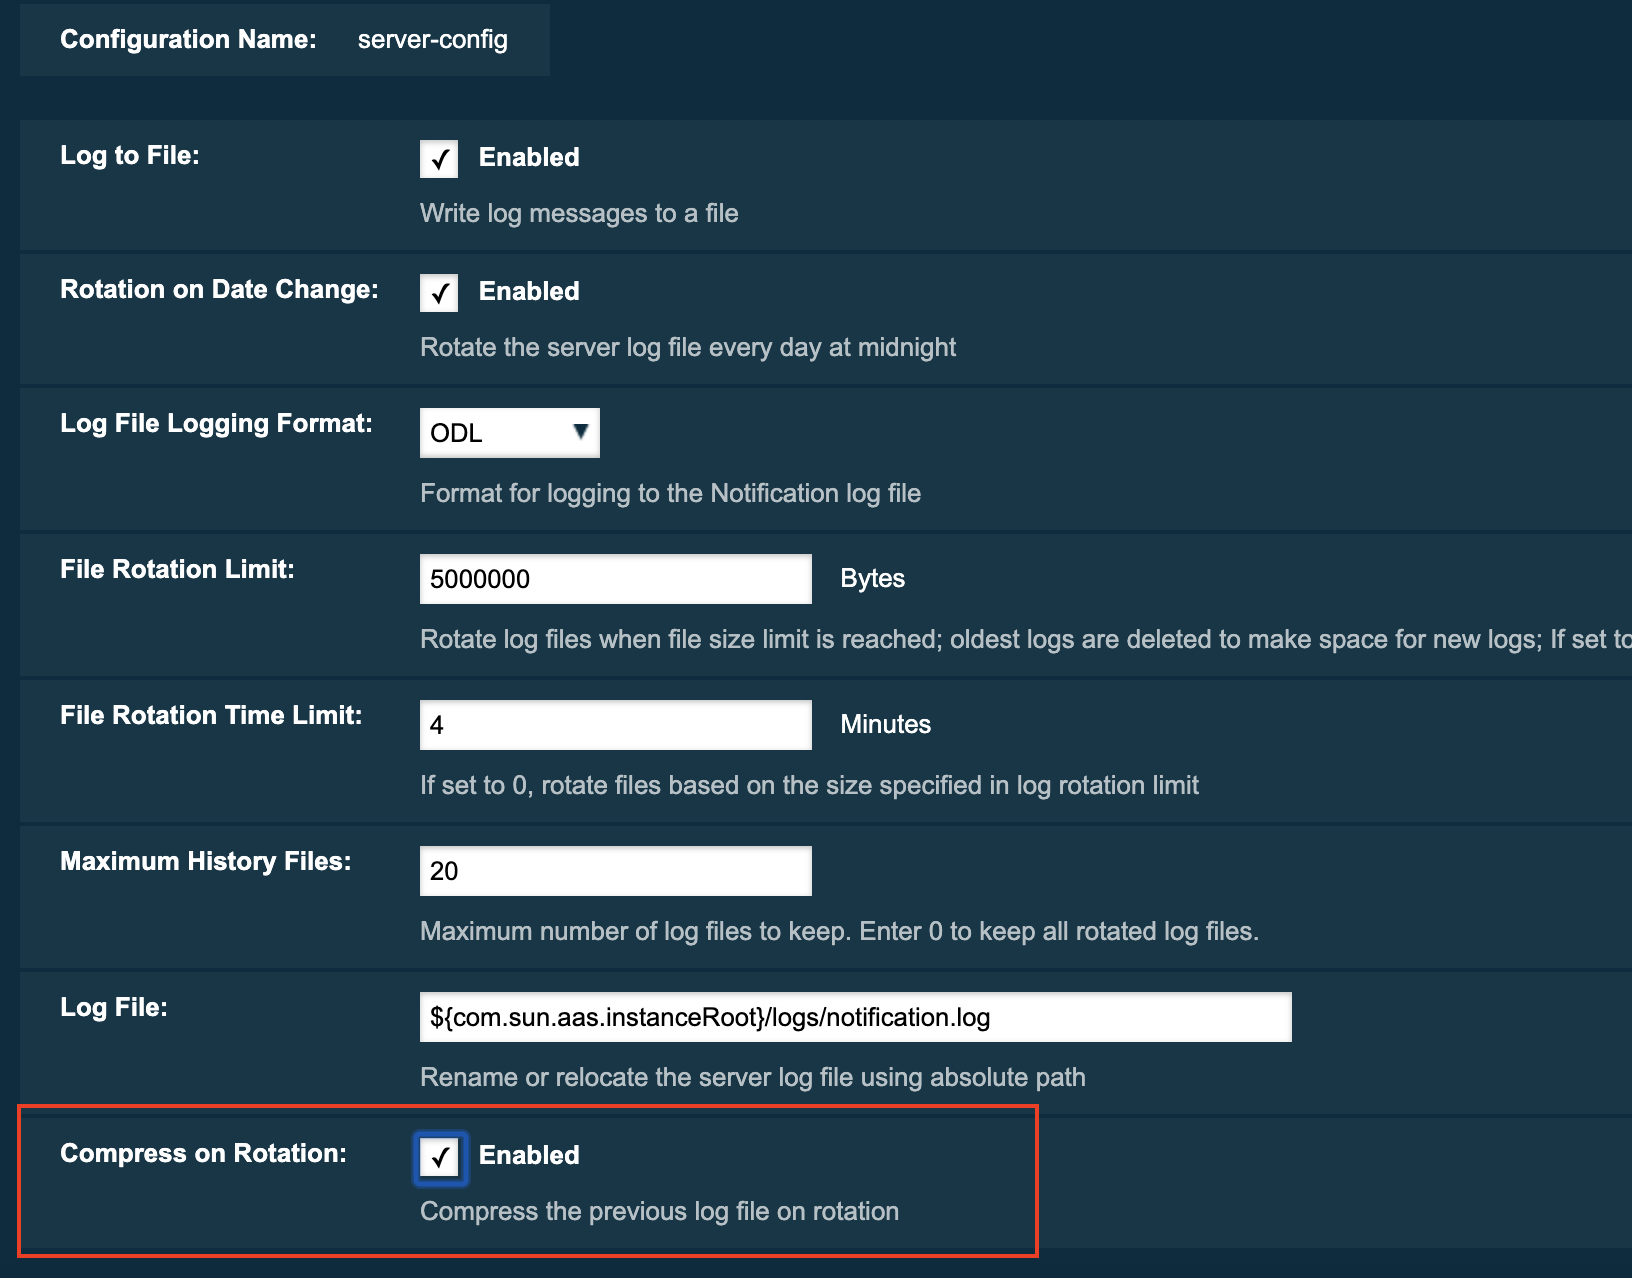 Configuration Name: server-config
Log to File: Enabled
Write log messages to a file
Rotation on Date Change: Enabled
Rotate the server log file every day at midnight
Log File Logging Format: ODL
Format for logging to the Notification log file
File Rotation Limit: 5000000 Bytes
Rotate log files when file size limit is reached; oldest logs are deleted to make space for new logs; If set to
File Rotation Time Limit: 4 Minutes
If set to 0, rotate files based on the size specified in log rotation limit
Maximum History Files: 20
Maximum number of log files to keep. Enter 0 to keep all rotated log files.
Log File: ${com.sun.aas.instanceRoot}/logs/notification.log
Rename or relocate the server log file using absolute path
Compress on Rotation: Enabled
Compress the previous log file on rotation